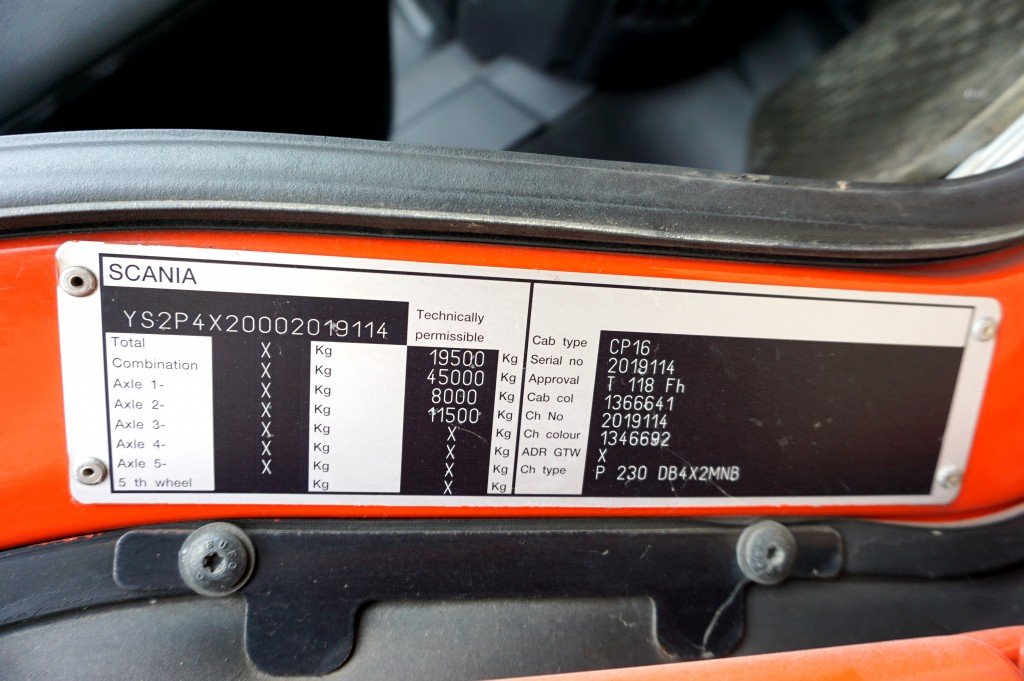 SCANIA
YS2P4X20002019114
Technically
permissible
Total X Kg 19500 Kg
Combination X Kg 45000 Kg
Axle 1- X Kg 8000 Kg
Axle 2- X Kg 11500 Kg
Axle 3- X Kg X Kg
Axle 4- X Kg X Kg
Axle 5- X Kg X Kg
5 th wheel X Kg X Kg
Cab type CP16
Serial no 2019114
Approval T 118 Fh
Cab col 1366641
Ch No 2019114
Ch colour 1346692
ADR GTW X
Ch type P 230 DB4X2MNB